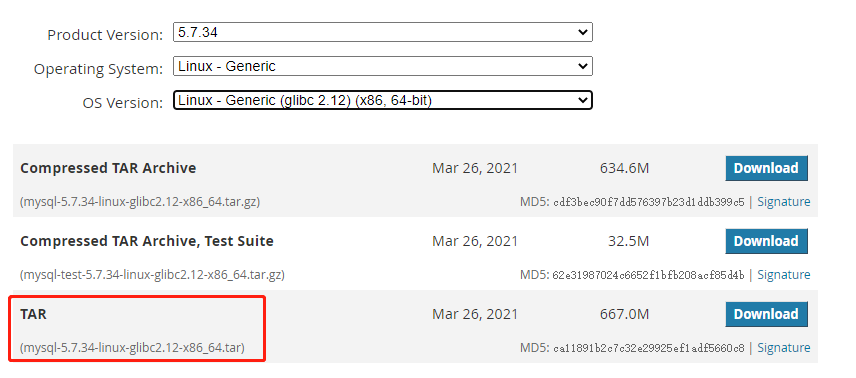 Product Version: 5.7.34
Operating System: Linux - Generic
OS Version: Linux - Generic (glibc 2.12) (x86, 64-bit)
Compressed TAR Archive Mar 26, 2021 634.6M Download
(mysql-5.7.34-linux-glibc2.12-x86_64.tar.gz) MD5: cdf3bec90f7dd576397b23d1ddb399c5 | Signature
Compressed TAR Archive, Test Suite Mar 26, 2021 32.5M Download
(mysql-test-5.7.34-linux-glibc2.12-x86_64.tar.gz) MD5: 62e31987024c6652f1bfb208acf85d4b | Signature
TAR Mar 26, 2021 667.0M Download
(mysql-5.7.34-linux-glibc2.12-x86_64.tar) MD5: ca11891b2c7c32e29925ef1adf5660c8 | Signature